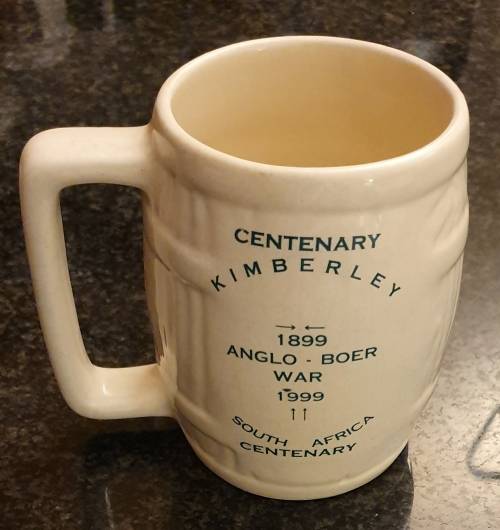 CENTENARY
KIMBERLEY
→ ←
1899
ANGLO - BOER
WAR
1999
↑↑
SOUTH AFRICA
CENTENARY